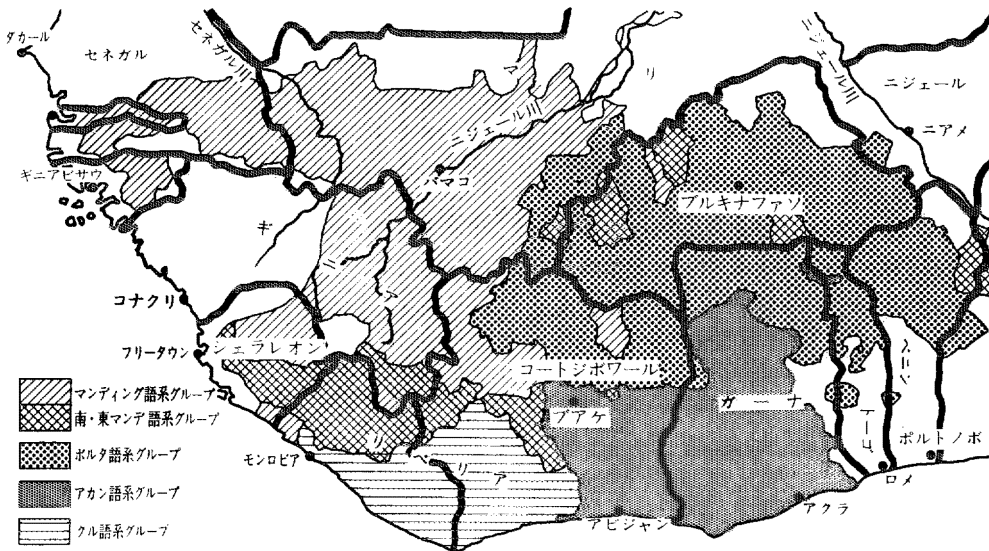 ダカール
セネガル
セネガル川
マ
リ
ニジェール川
ニジェール川
ニジェール
ニアメ
ギニアビサウ
バマコ
ブルキナファソ
ギ
ニ
ア
コナクリ
シェラレオン
フリータウン
コートジボワール
ブアケ
ガーナ
トーゴ
ベニン
ポルトノボ
リベリア
モンロビア
ロメ
アクラ
アビジャン
マンディング語系グループ
南・東マンデ語系グループ
ボルタ語系グループ
アカン語系グループ
クル語系グループ